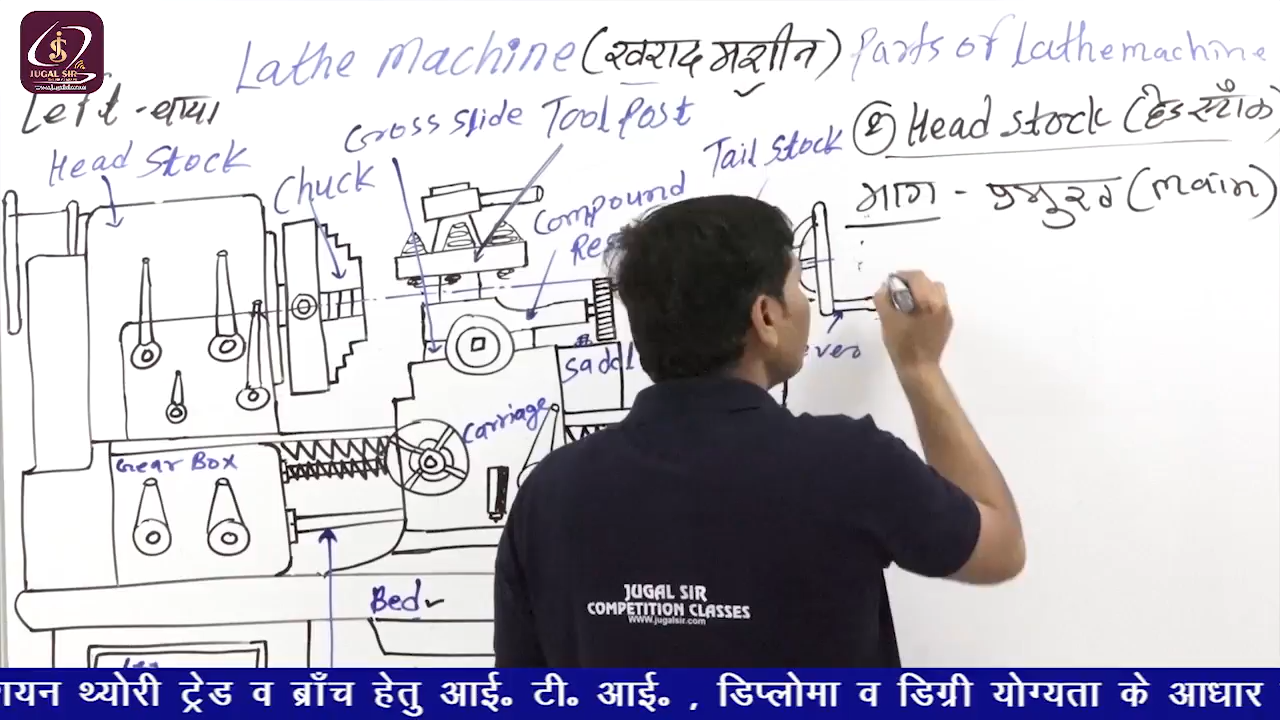 JUGAL SIR
Lathe Machine (खराद मशीन) Parts of Lathe machine
Left - बायां
Head Stock
Chuck
Cross slide
Tool Post
Compound
Tail Stock
② Head stock (हेड स्टॉक)
भाग - प्रमुख (main)
Saddl
Carriage
Gear Box
Bed
JUGAL SIR
COMPETITION CLASSES
www.jugalsir.com
यन थ्योरी ट्रेड व ब्राँच हेतु आई. टी. आई. , डिप्लोमा व डिग्री योग्यता के आधार